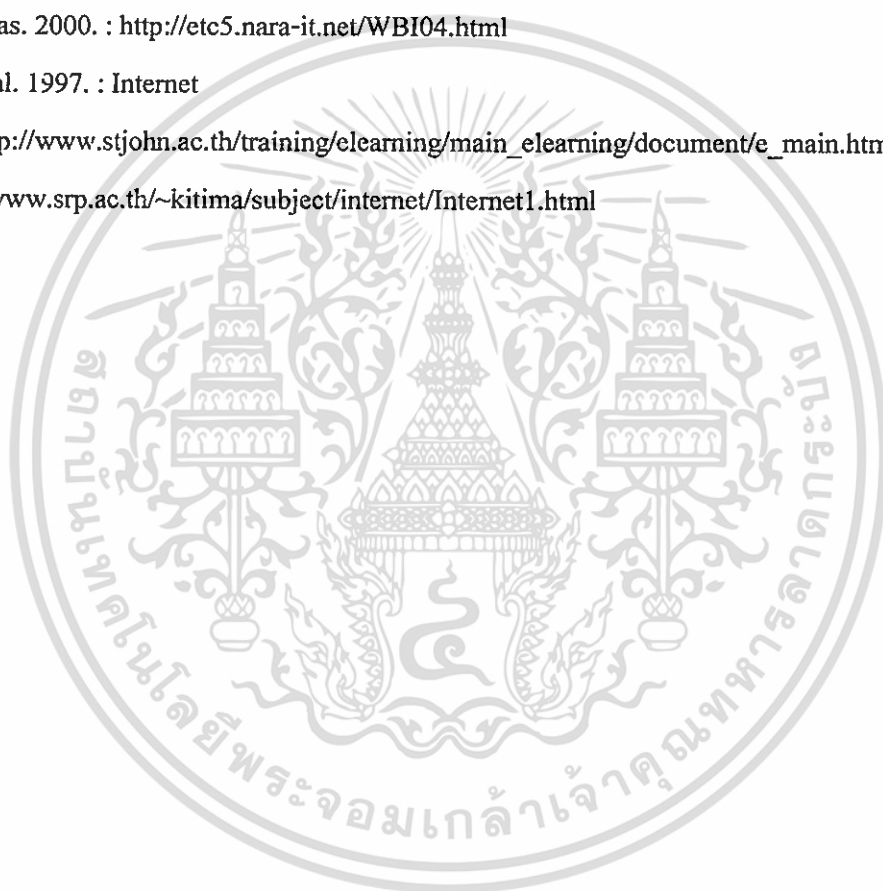 as. 2000. : http://etc5.nara-it.net/WBI04.html
al. 1997. : Internet
p://www.stjohn.ac.th/training/elearning/main_elearning/document/e_main.htm
www.srp.ac.th/~kitima/subject/internet/Internet1.html
สถาบันเทคโนโลยีพระจอมเกล้าเจ้าคุณทหารลาดกระบัง
๔